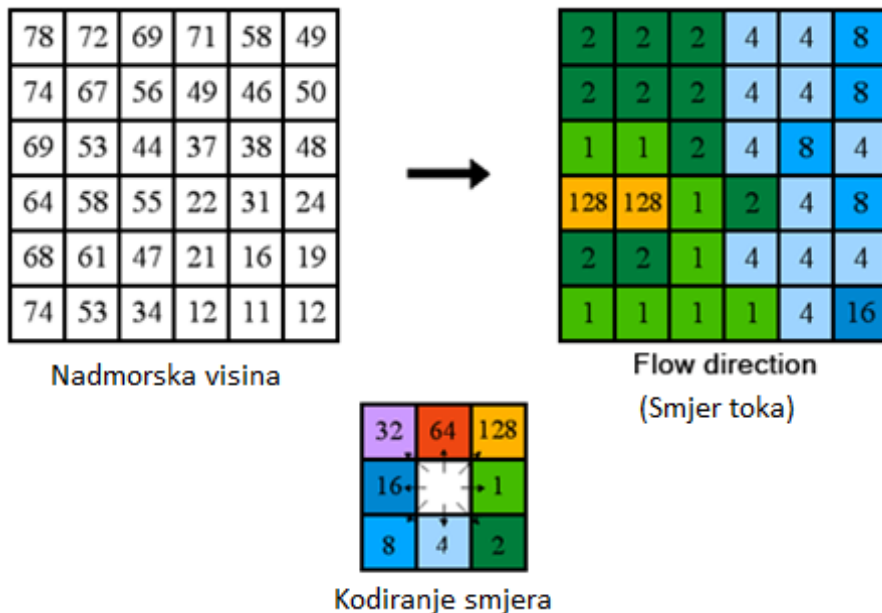 78 72 69 71 58 49
74 67 56 49 46 50
69 53 44 37 38 48
64 58 55 22 31 24
68 61 47 21 16 19
74 53 34 12 11 12
Nadmorska visina
2 2 2 4 4 8
2 2 2 4 4 8
1 1 2 4 8 4
128 128 1 2 4 8
2 2 1 4 4 4
1 1 1 1 4 16
Flow direction
(Smjer toka)
32 64 128
16 1
8 4 2
Kodiranje smjera